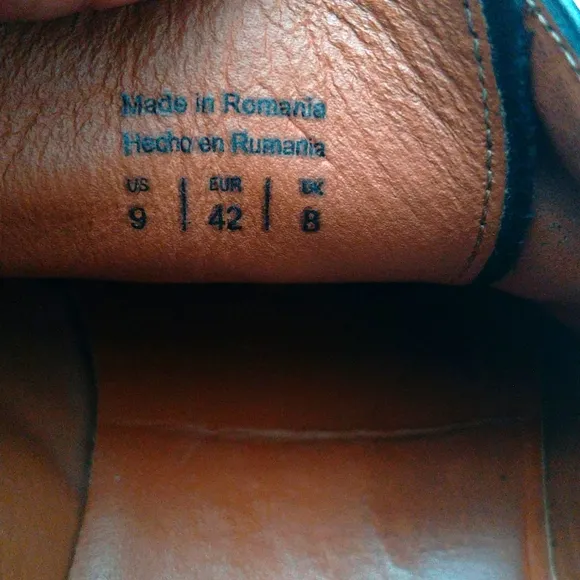 Made in Romania
Hecho en Rumania
US | EUR | UK
9 | 42 | 8